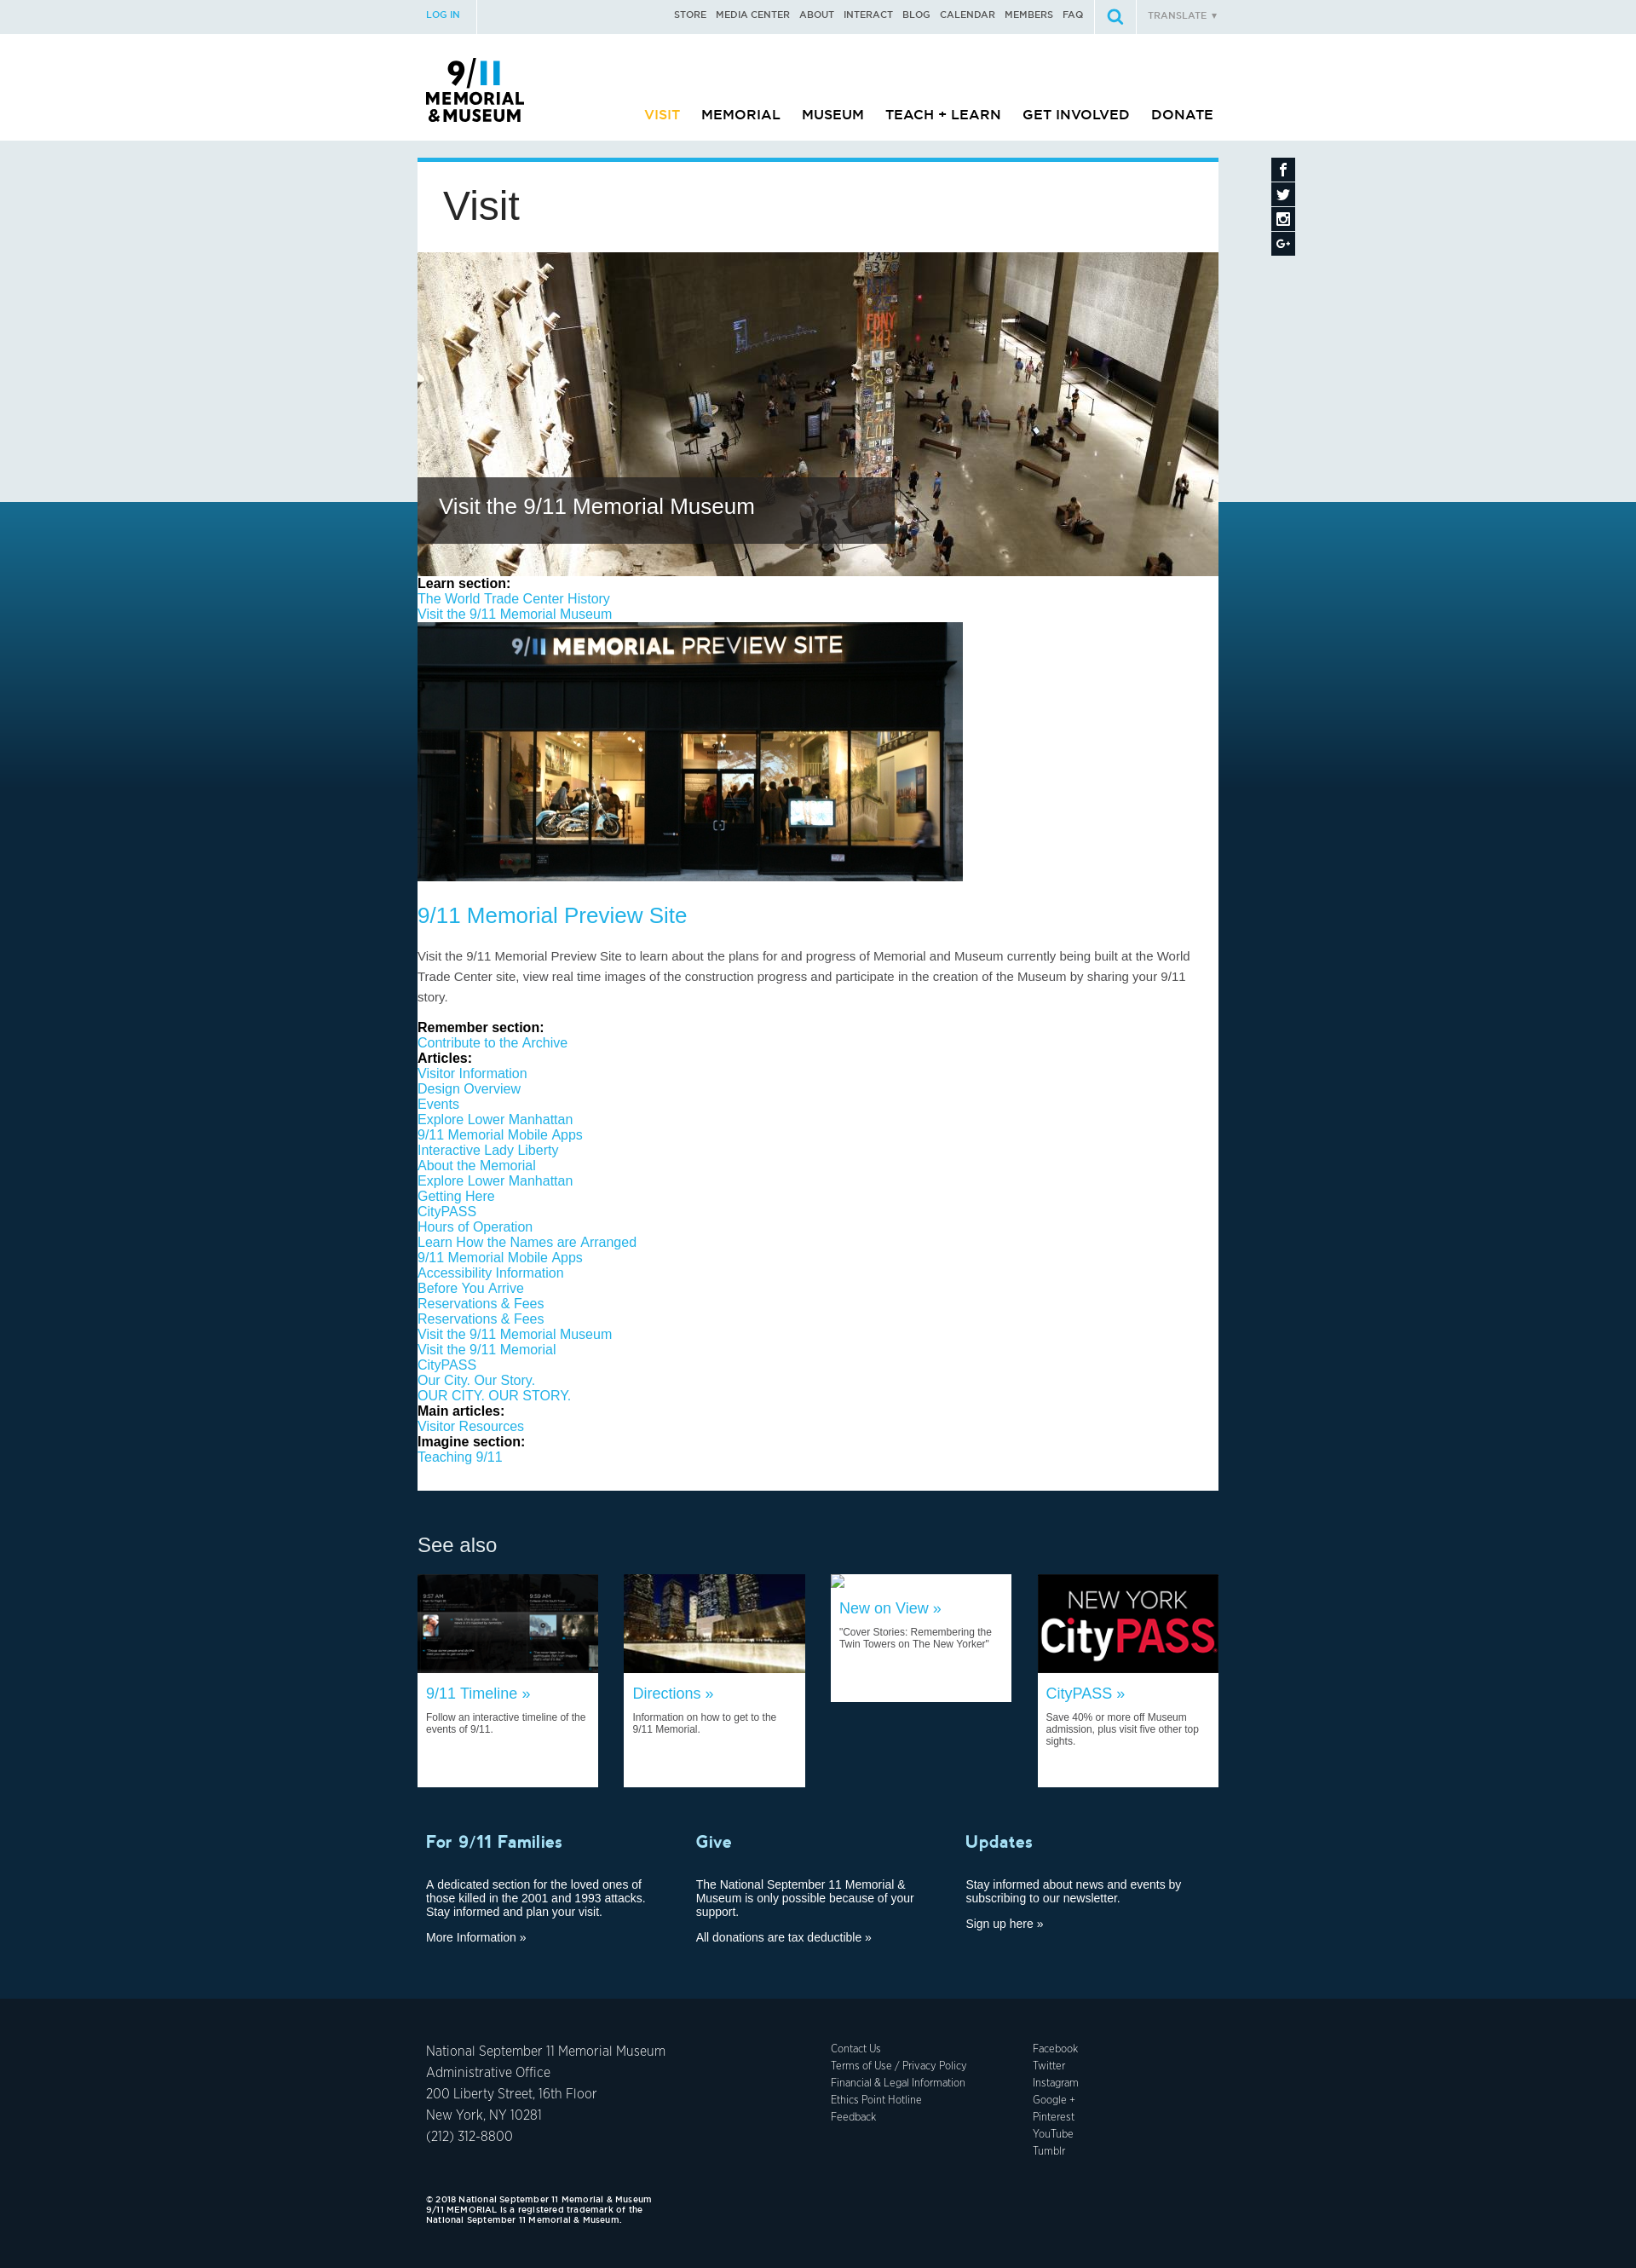 LOG IN
STORE MEDIA CENTER ABOUT INTERACT BLOG CALENDAR MEMBERS FAQ
TRANSLATE ▼
9/11
MEMORIAL
&MUSEUM
VISIT MEMORIAL MUSEUM TEACH + LEARN GET INVOLVED DONATE
Visit
PAPD
37
FONY
343
Visit the 9/11 Memorial Museum
Learn section:
The World Trade Center History
Visit the 9/11 Memorial Museum
9/11 MEMORIAL PREVIEW SITE
9/11 Memorial Preview Site
Visit the 9/11 Memorial Preview Site to learn about the plans for and progress of Memorial and Museum currently being built at the World
Trade Center site, view real time images of the construction progress and participate in the creation of the Museum by sharing your 9/11
story.
Remember section:
Contribute to the Archive
Articles:
Visitor Information
Design Overview
Events
Explore Lower Manhattan
9/11 Memorial Mobile Apps
Interactive Lady Liberty
About the Memorial
Explore Lower Manhattan
Getting Here
CityPASS
Hours of Operation
Learn How the Names are Arranged
9/11 Memorial Mobile Apps
Accessibility Information
Before You Arrive
Reservations & Fees
Reservations & Fees
Visit the 9/11 Memorial Museum
Visit the 9/11 Memorial
CityPASS
Our City. Our Story.
OUR CITY. OUR STORY.
Main articles:
Visitor Resources
Imagine section:
Teaching 9/11
See also
9:57 AM
9:59 AM
9/11 Timeline »
Follow an interactive timeline of the
events of 9/11.
Directions »
Information on how to get to the
9/11 Memorial.
New on View »
"Cover Stories: Remembering the
Twin Towers on The New Yorker"
NEW YORK
CityPASS
CityPASS »
Save 40% or more off Museum
admission, plus visit five other top
sights.
For 9/11 Families
A dedicated section for the loved ones of
those killed in the 2001 and 1993 attacks.
Stay informed and plan your visit.
More Information »
Give
The National September 11 Memorial &
Museum is only possible because of your
support.
All donations are tax deductible »
Updates
Stay informed about news and events by
subscribing to our newsletter.
Sign up here »
National September 11 Memorial Museum
Administrative Office
200 Liberty Street, 16th Floor
New York, NY 10281
(212) 312-8800
Contact Us
Terms of Use / Privacy Policy
Financial & Legal Information
Ethics Point Hotline
Feedback
Facebook
Twitter
Instagram
Google +
Pinterest
YouTube
Tumblr
© 2018 National September 11 Memorial & Museum
9/11 MEMORIAL is a registered trademark of the
National September 11 Memorial & Museum.